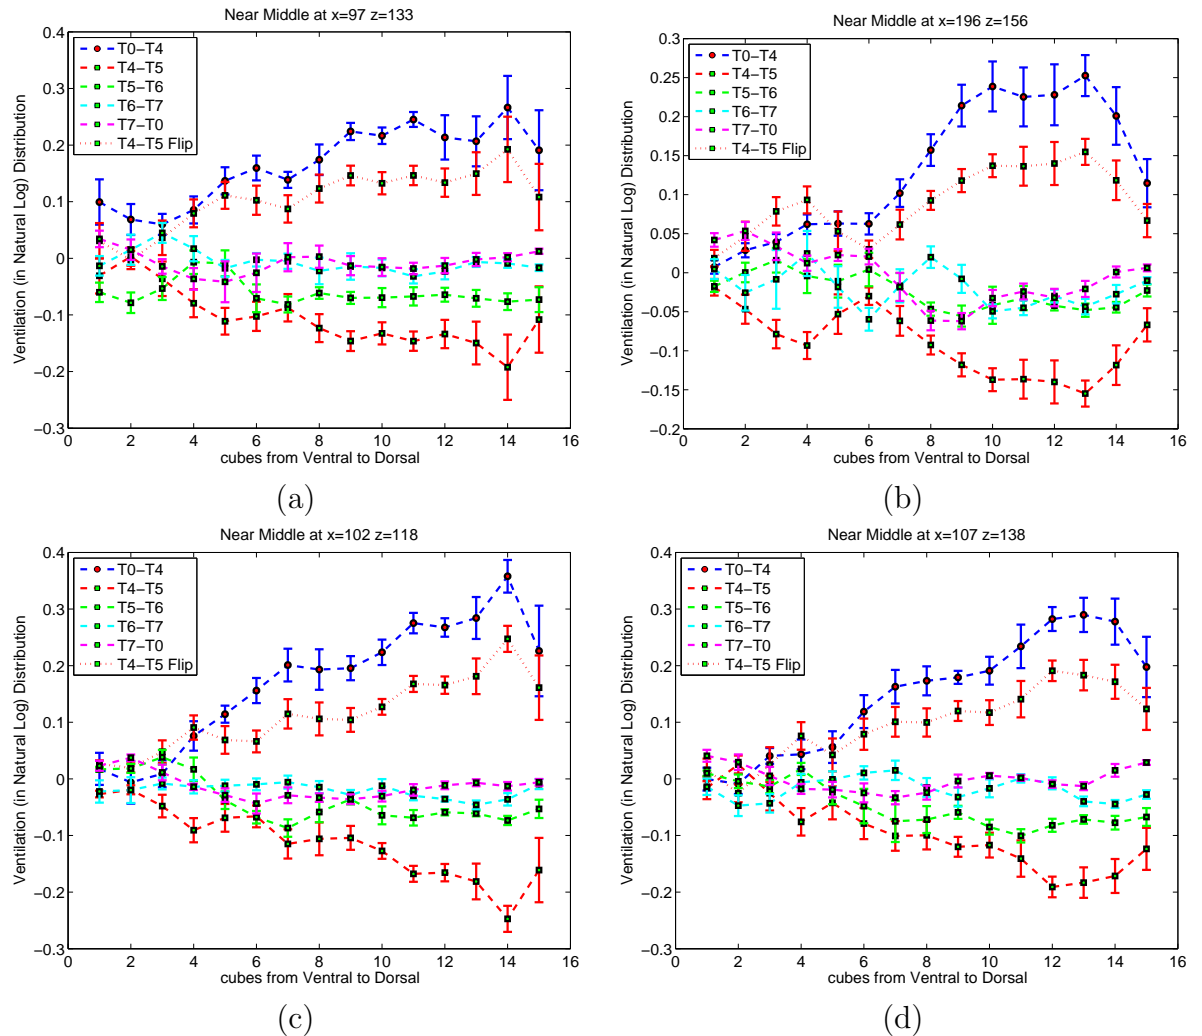 Near Middle at x=97 z=133
0.4
0.3
0.2
0.1
0
−0.1
−0.2
−0.3
Ventilation (in Natural Log) Distribution
T0−T4
T4−T5
T5−T6
T6−T7
T7−T0
T4−T5 Flip
0 2 4 6 8 10 12 14 16
cubes from Ventral to Dorsal
(a)
Near Middle at x=196 z=156
0.3
0.25
0.2
0.15
0.1
0.05
0
−0.05
−0.1
−0.15
−0.2
Ventilation (in Natural Log) Distribution
T0−T4
T4−T5
T5−T6
T6−T7
T7−T0
T4−T5 Flip
0 2 4 6 8 10 12 14 16
cubes from Ventral to Dorsal
(b)
Near Middle at x=102 z=118
0.4
0.3
0.2
0.1
0
−0.1
−0.2
−0.3
Ventilation (in Natural Log) Distribution
T0−T4
T4−T5
T5−T6
T6−T7
T7−T0
T4−T5 Flip
0 2 4 6 8 10 12 14 16
cubes from Ventral to Dorsal
(c)
Near Middle at x=107 z=138
0.4
0.3
0.2
0.1
0
−0.1
−0.2
−0.3
Ventilation (in Natural Log) Distribution
T0−T4
T4−T5
T5−T6
T6−T7
T7−T0
T4−T5 Flip
0 2 4 6 8 10 12 14 16
cubes from Ventral to Dorsal
(d)